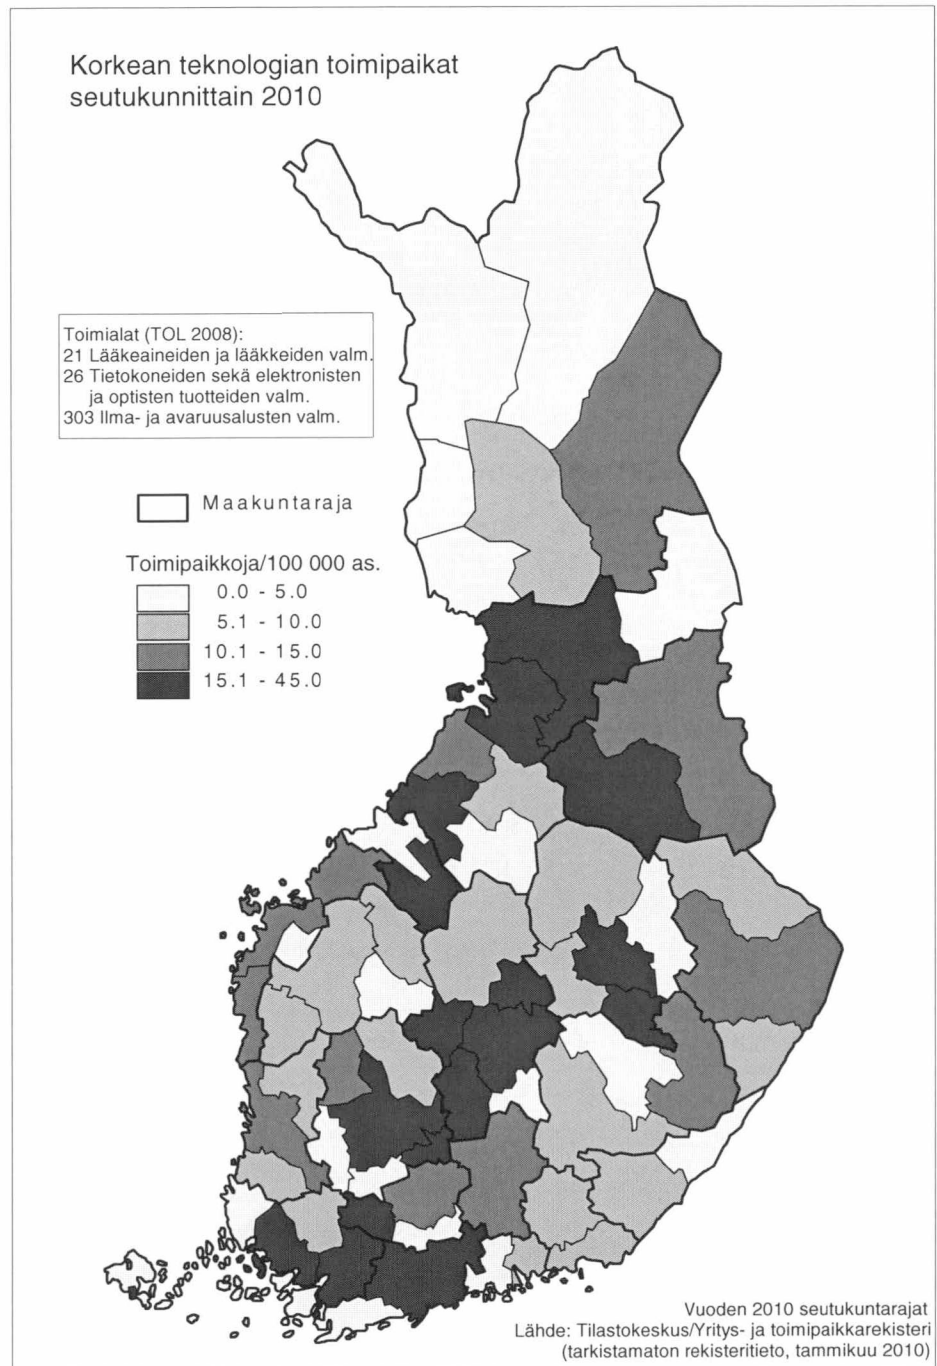 Korkean teknologian toimipaikat
seutukunnittain 2010
Toimialat (TOL 2008):
21 Lääkeaineiden ja lääkkeiden valm.
26 Tietokoneiden sekä elektronisten
ja optisten tuotteiden valm.
303 Ilma- ja avaruusalusten valm.
Maakuntaraja
Toimipaikkoja/100 000 as.
0.0 - 5.0
5.1 - 10.0
10.1 - 15.0
15.1 - 45.0
Vuoden 2010 seutukuntarajat
Lähde: Tilastokeskus/Yritys- ja toimipaikkarekisteri
(tarkistamaton rekisteritieto, tammikuu 2010)